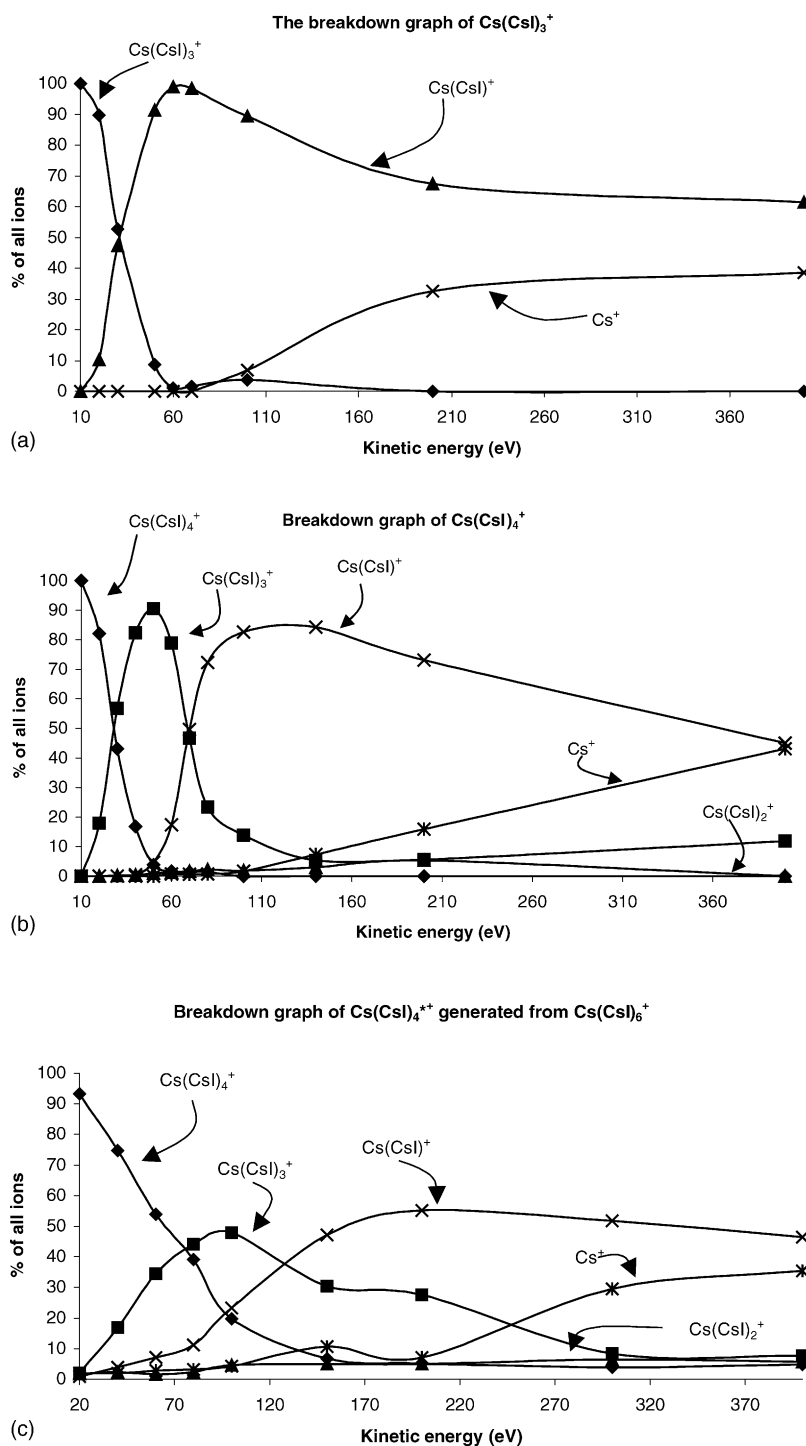 The breakdown graph of Cs(CsI)₃⁺
Cs(CsI)₃⁺
Cs(CsI)⁺
Cs⁺
% of all ions
100
90
80
70
60
50
40
30
20
10
0
10 60 110 160 210 260 310 360
Kinetic energy (eV)
(a)
Breakdown graph of Cs(CsI)₄⁺
Cs(CsI)₄⁺
Cs(CsI)₃⁺
Cs(CsI)⁺
Cs⁺
Cs(CsI)₂⁺
% of all ions
100
90
80
70
60
50
40
30
20
10
0
10 60 110 160 210 260 310 360
Kinetic energy (eV)
(b)
Breakdown graph of Cs(CsI)₄*⁺ generated from Cs(CsI)₆⁺
Cs(CsI)₄⁺
Cs(CsI)₃⁺
Cs(CsI)⁺
Cs⁺
Cs(CsI)₂⁺
% of all ions
100
90
80
70
60
50
40
30
20
10
0
20 70 120 170 220 270 320 370
Kinetic energy (eV)
(c)